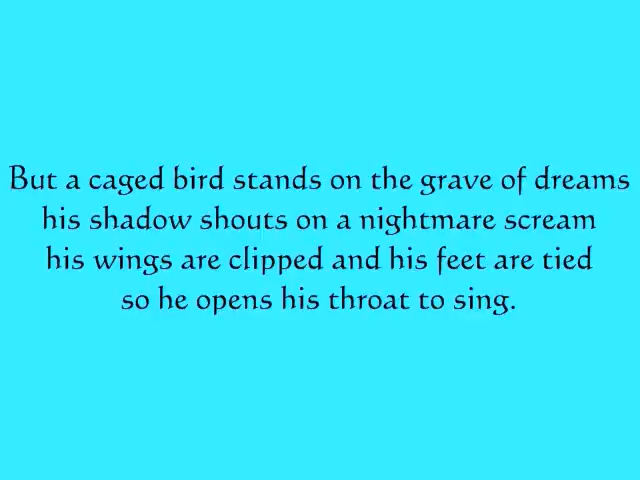 But a caged bird stands on the grave of dreams
his shadow shouts on a nightmare scream
his wings are clipped and his feet are tied
so he opens his throat to sing.